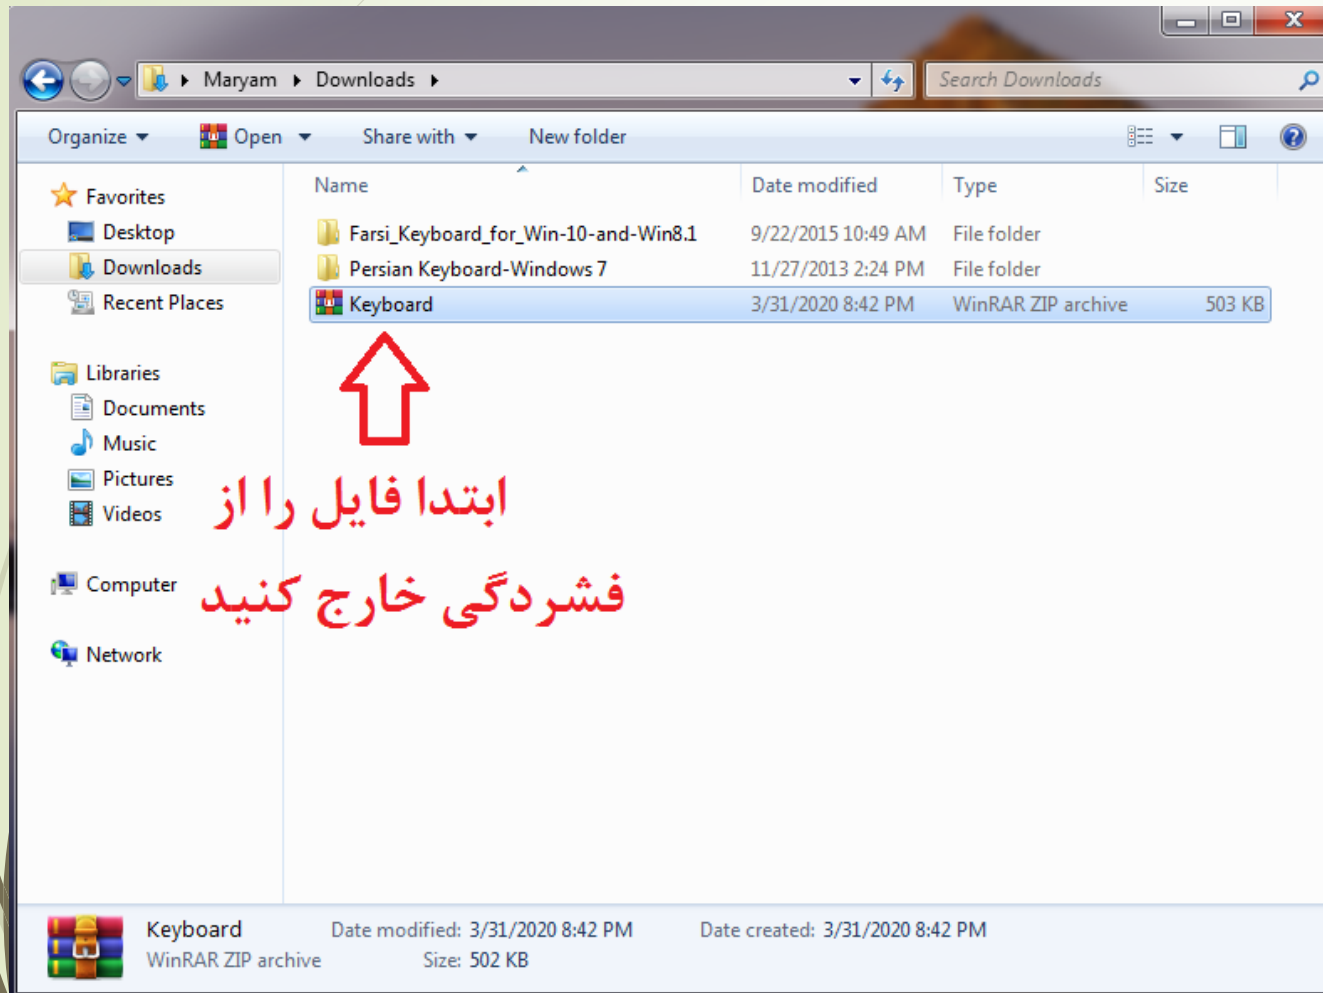 Maryam Downloads
Search Downloads
Organize Open Share with New folder
Favorites
Desktop
Downloads
Recent Places
Libraries
Documents
Music
Pictures
Videos
Computer
Network
Name Date modified Type Size
Farsi_Keyboard_for_Win-10-and-Win8.1 9/22/2015 10:49 AM File folder
Persian Keyboard-Windows 7 11/27/2013 2:24 PM File folder
Keyboard 3/31/2020 8:42 PM WinRAR ZIP archive 503 KB
ابتدا فایل را از
فشردگی خارج کنید
Keyboard Date modified: 3/31/2020 8:42 PM Date created: 3/31/2020 8:42 PM
WinRAR ZIP archive Size: 502 KB